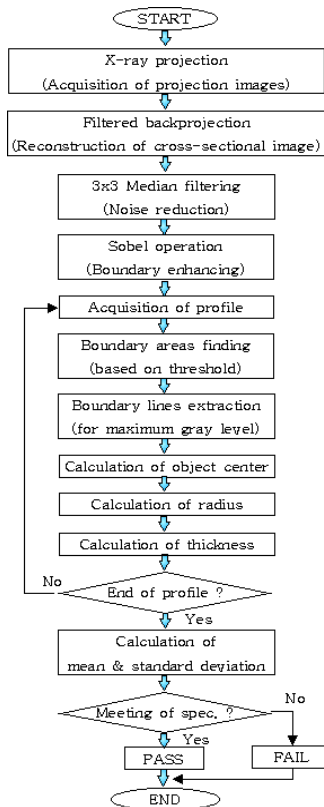 START
X-ray projection
(Acquisition of projection images)
Filtered backprojection
(Reconstruction of cross-sectional image)
3x3 Median filtering
(Noise reduction)
Sobel operation
(Boundary enhancing)
Acquisition of profile
Boundary areas finding
(based on threshold)
Boundary lines extraction
(for maximum gray level)
Calculation of object center
Calculation of radius
Calculation of thickness
No
End of profile ?
Yes
Calculation of
mean & standard deviation
No
Meeting of spec. ?
Yes
PASS
FAIL
END